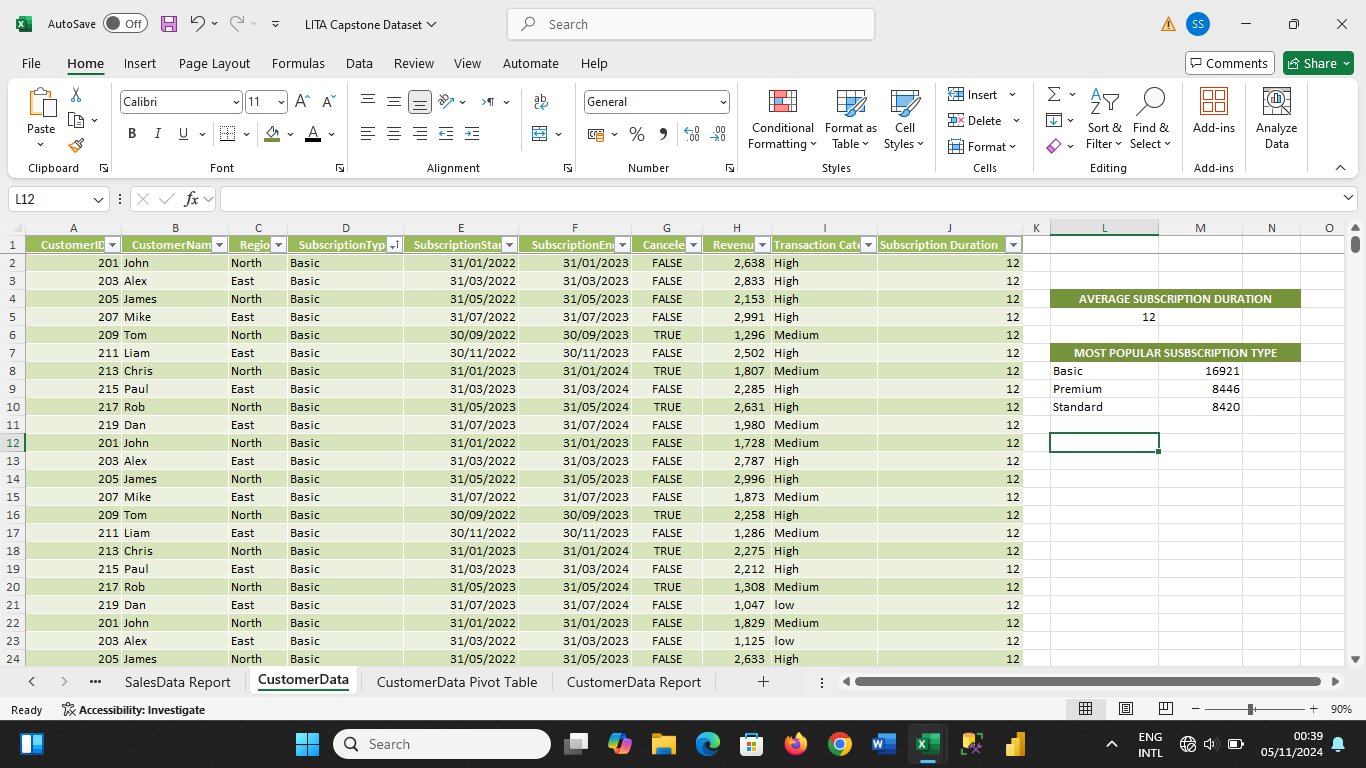 AutoSave Off LITA Capstone Dataset Search SS
File Home Insert Page Layout Formulas Data Review View Automate Help Comments Share
Paste Calibri 11 ab General Conditional Formatting Format as Table Cell Styles Insert Delete Format Sort & Filter Find & Select Add-ins Analyze Data
Clipboard Font Alignment Number Styles Cells Editing Add-ins
L12 fx
A B C D E F G H I J K L M N O
1 CustomerID CustomerNam Regio SubscriptionTyp SubscriptionStar SubscriptionEn Cancele Revenu Transaction Cate Subscription Duration
2 201 John North Basic 31/01/2022 31/01/2023 FALSE 2,638 High 12
3 203 Alex East Basic 31/03/2022 31/03/2023 FALSE 2,833 High 12
4 205 James North Basic 31/05/2022 31/05/2023 FALSE 2,153 High 12 AVERAGE SUBSCRIPTION DURATION
5 207 Mike East Basic 31/07/2022 31/07/2023 FALSE 2,991 High 12 12
6 209 Tom North Basic 30/09/2022 30/09/2023 TRUE 1,296 Medium 12
7 211 Liam East Basic 30/11/2022 30/11/2023 FALSE 2,502 High 12 MOST POPULAR SUSBSCRIPTION TYPE
8 213 Chris North Basic 31/01/2023 31/01/2024 TRUE 1,807 Medium 12 Basic 16921
9 215 Paul East Basic 31/03/2023 31/03/2024 FALSE 2,285 High 12 Premium 8446
10 217 Rob North Basic 31/05/2023 31/05/2024 TRUE 2,631 High 12 Standard 8420
11 219 Dan East Basic 31/07/2023 31/07/2024 FALSE 1,980 Medium 12
12 201 John North Basic 31/01/2022 31/01/2023 FALSE 1,728 Medium 12
13 203 Alex East Basic 31/03/2022 31/03/2023 FALSE 2,787 High 12
14 205 James North Basic 31/05/2022 31/05/2023 FALSE 2,996 High 12
15 207 Mike East Basic 31/07/2022 31/07/2023 FALSE 1,873 Medium 12
16 209 Tom North Basic 30/09/2022 30/09/2023 TRUE 2,258 High 12
17 211 Liam East Basic 30/11/2022 30/11/2023 FALSE 1,286 Medium 12
18 213 Chris North Basic 31/01/2023 31/01/2024 TRUE 2,275 High 12
19 215 Paul East Basic 31/03/2023 31/03/2024 FALSE 2,212 High 12
20 217 Rob North Basic 31/05/2023 31/05/2024 TRUE 1,308 Medium 12
21 219 Dan East Basic 31/07/2023 31/07/2024 FALSE 1,047 low 12
22 201 John North Basic 31/01/2022 31/01/2023 FALSE 1,829 Medium 12
23 203 Alex East Basic 31/03/2022 31/03/2023 FALSE 1,125 low 12
24 205 James North Basic 31/05/2022 31/05/2023 FALSE 2,633 High 12
SalesData Report CustomerData CustomerData Pivot Table CustomerData Report
Ready Accessibility: Investigate 90%
Search ENG INTL 00:39 05/11/2024